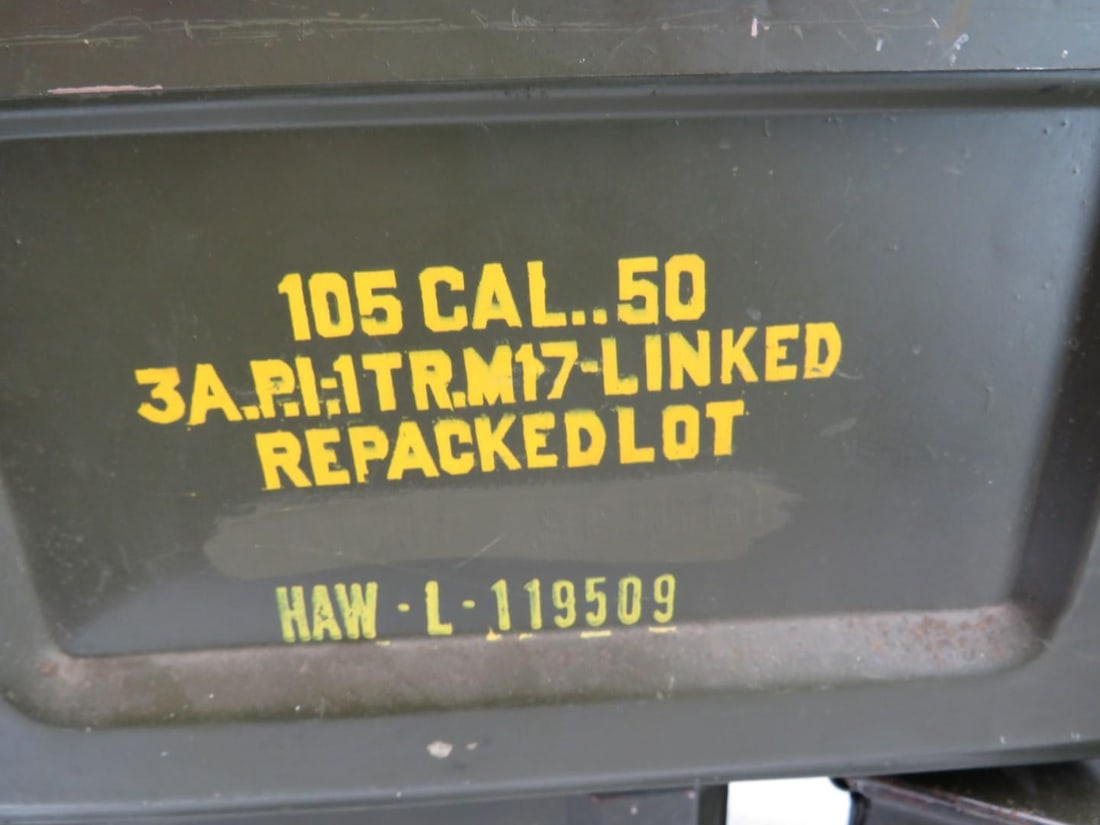 105 CAL..50
3A.P.I.;1TR.M17-LINKED
REPACKED LOT
HAW-L-119509